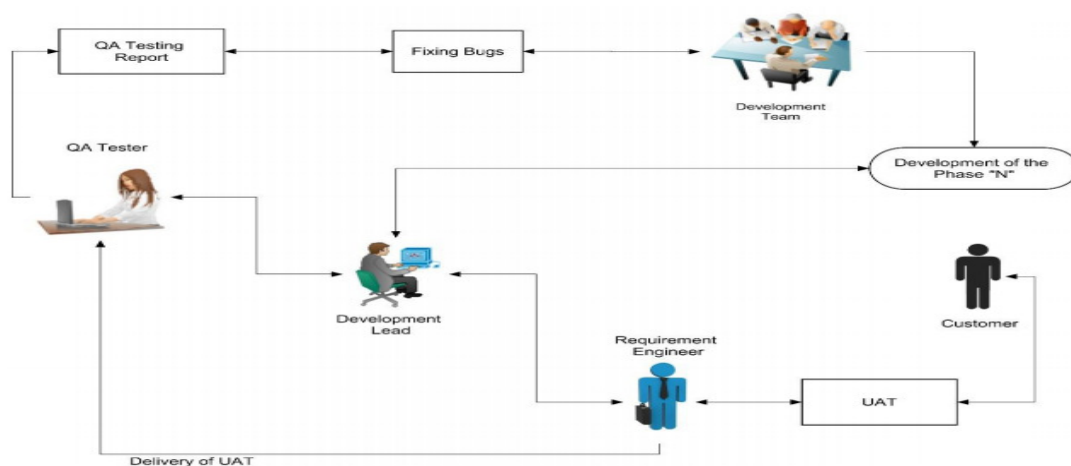 QA Testing
Report
Fixing Bugs
Development
Team
QA Tester
Development of the
Phase "N"
Development
Lead
Customer
Requirement
Engineer
UAT
Delivery of UAT